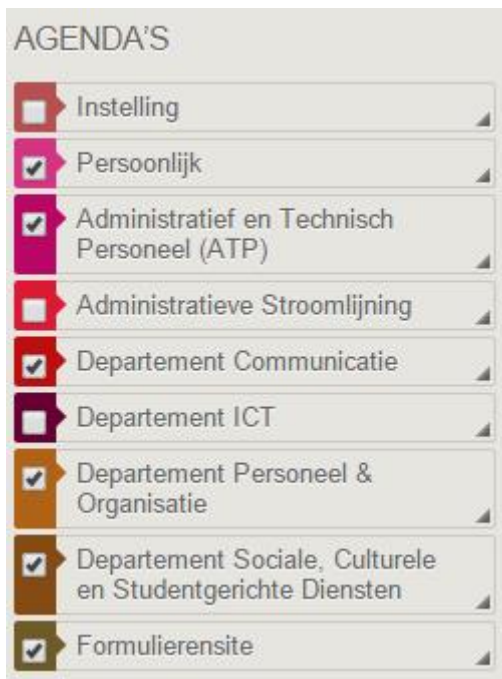 AGENDA'S
Instelling
Persoonlijk
Administratief en Technisch
Personeel (ATP)
Administratieve Stroomlijning
Departement Communicatie
Departement ICT
Departement Personeel &
Organisatie
Departement Sociale, Culturele
en Studentgerichte Diensten
Formulierensite